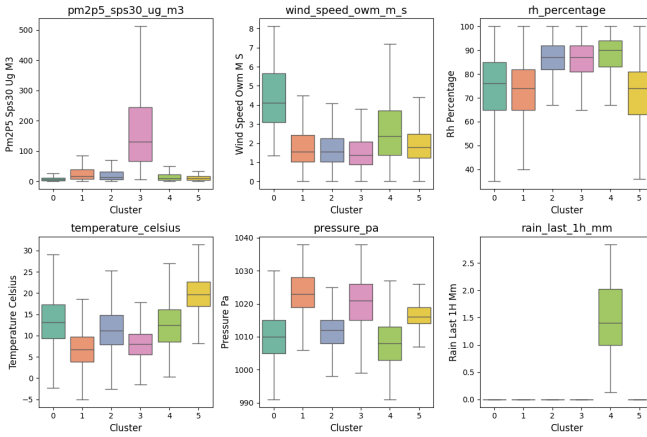 pm2p5_sps30_ug_m3
Pm2P5 Sps30 Ug M3
500
400
300
200
100
0
0 1 2 3 4 5
Cluster
wind_speed_owm_m_s
Wind Speed Owm M S
8
7
6
5
4
3
2
1
0
0 1 2 3 4 5
Cluster
rh_percentage
Rh Percentage
100
90
80
70
60
50
40
0 1 2 3 4 5
Cluster
temperature_celsius
Temperature Celsius
30
25
20
15
10
5
0
−5
0 1 2 3 4 5
Cluster
pressure_pa
Pressure Pa
1040
1030
1020
1010
1000
990
0 1 2 3 4 5
Cluster
rain_last_1h_mm
Rain Last 1H Mm
2.5
2.0
1.5
1.0
0.5
0.0
0 1 2 3 4 5
Cluster